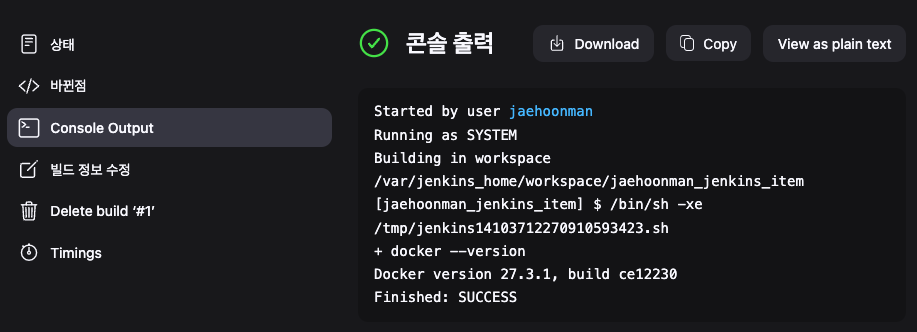 상태
바뀐점
Console Output
빌드 정보 수정
Delete build ‘#1’
Timings
콘솔 출력
Download
Copy
View as plain text
Started by user jaehoonman
Running as SYSTEM
Building in workspace
/var/jenkins_home/workspace/jaehoonman_jenkins_item
[jaehoonman_jenkins_item] $ /bin/sh -xe
/tmp/jenkins14103712270910593423.sh
+ docker --version
Docker version 27.3.1, build ce12230
Finished: SUCCESS